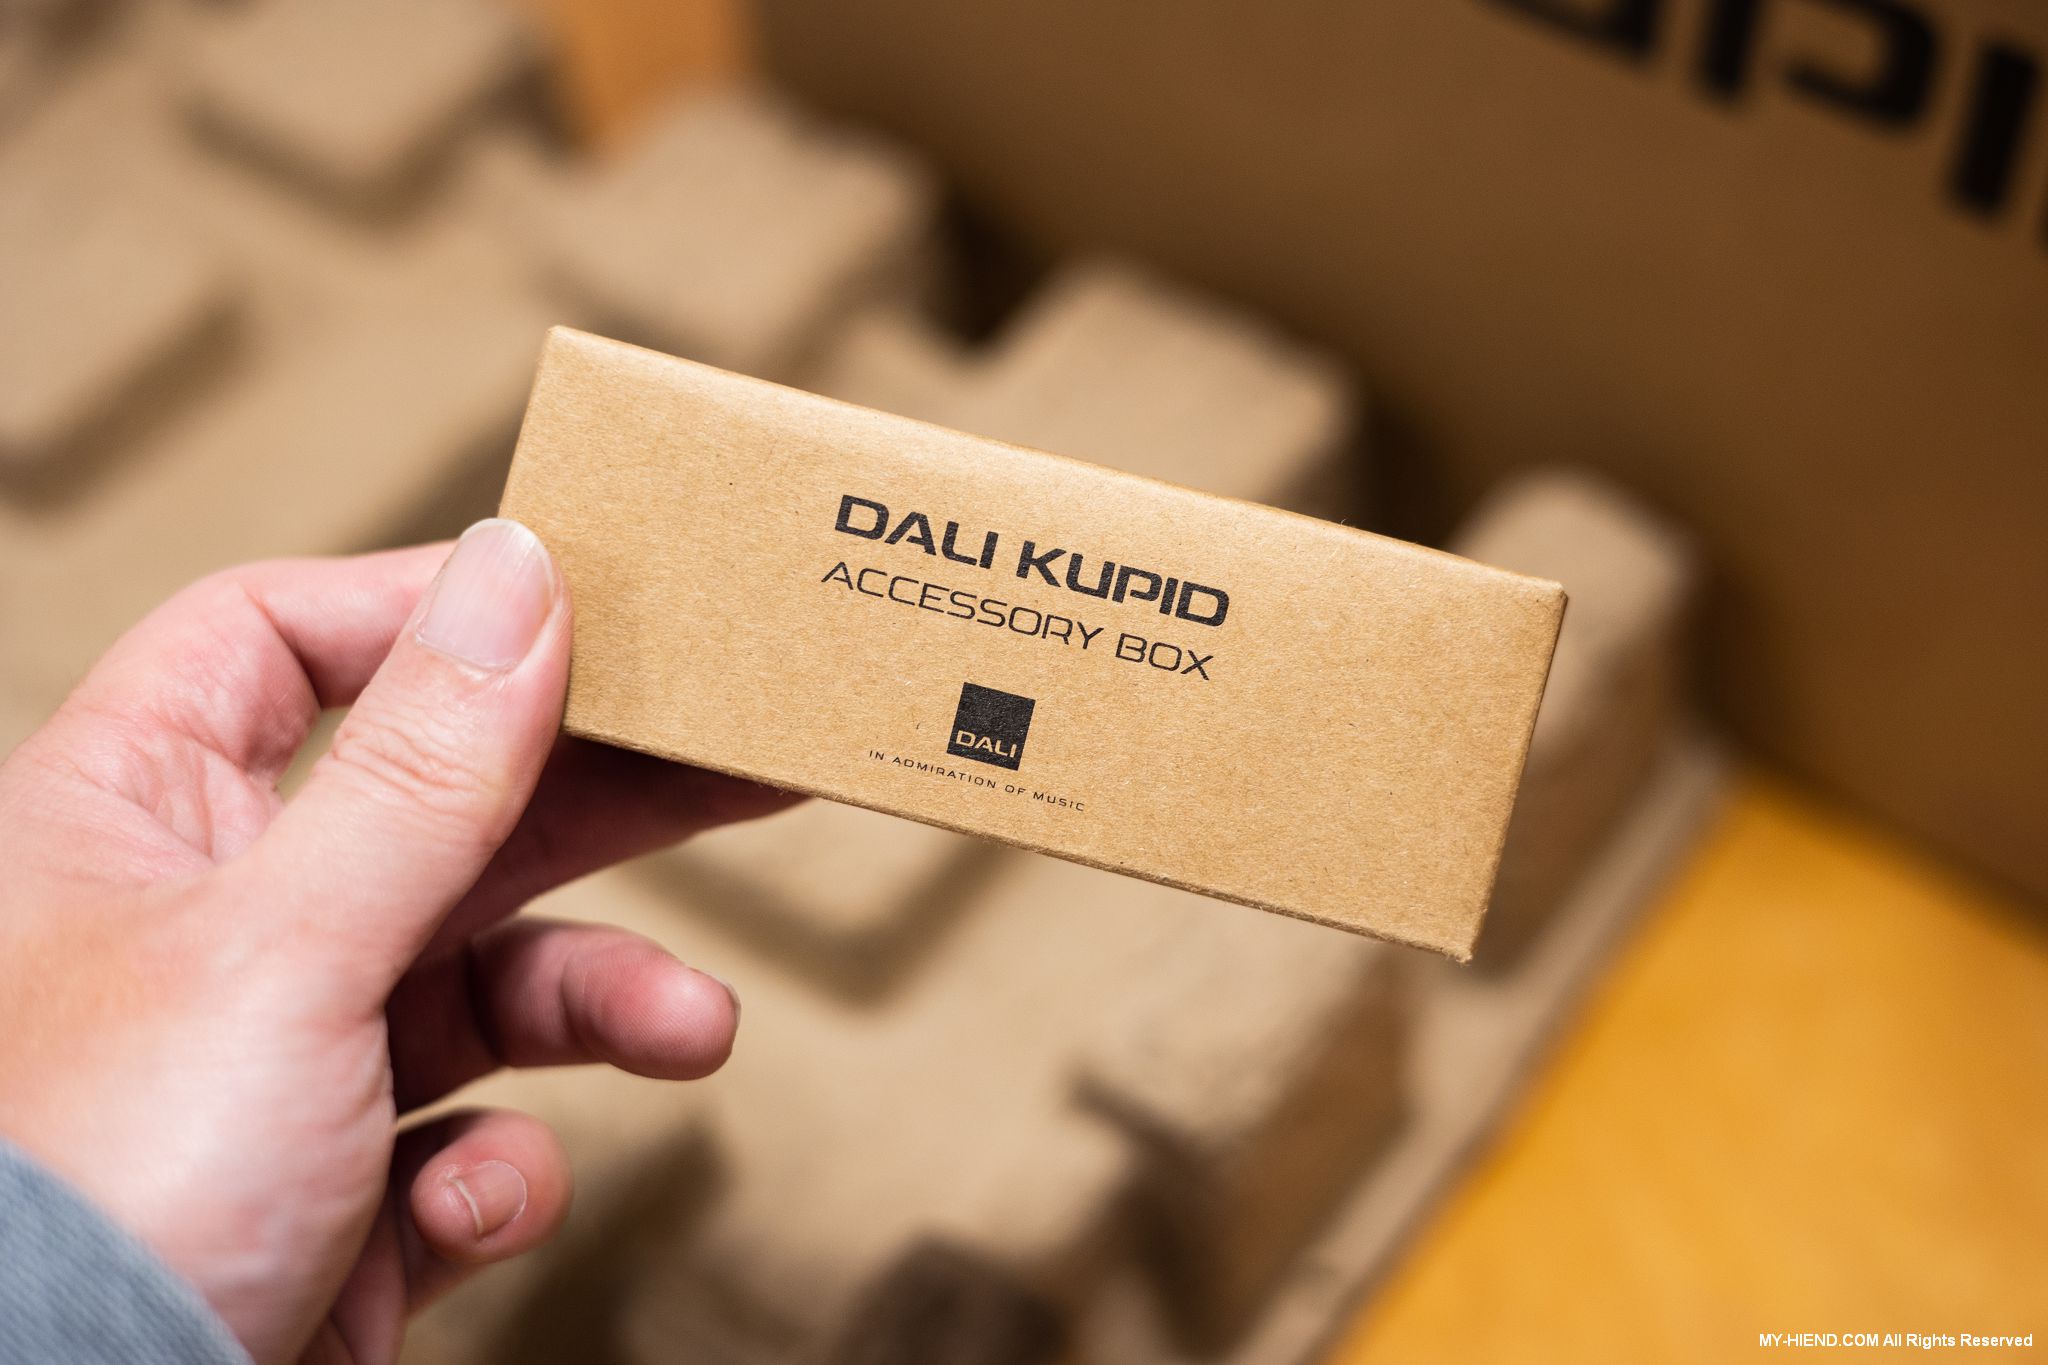 DALI KUPID
ACCESSORY BOX
DALI
IN ADMIRATION OF MUSIC
MY-HIEND.COM All Rights Reserved